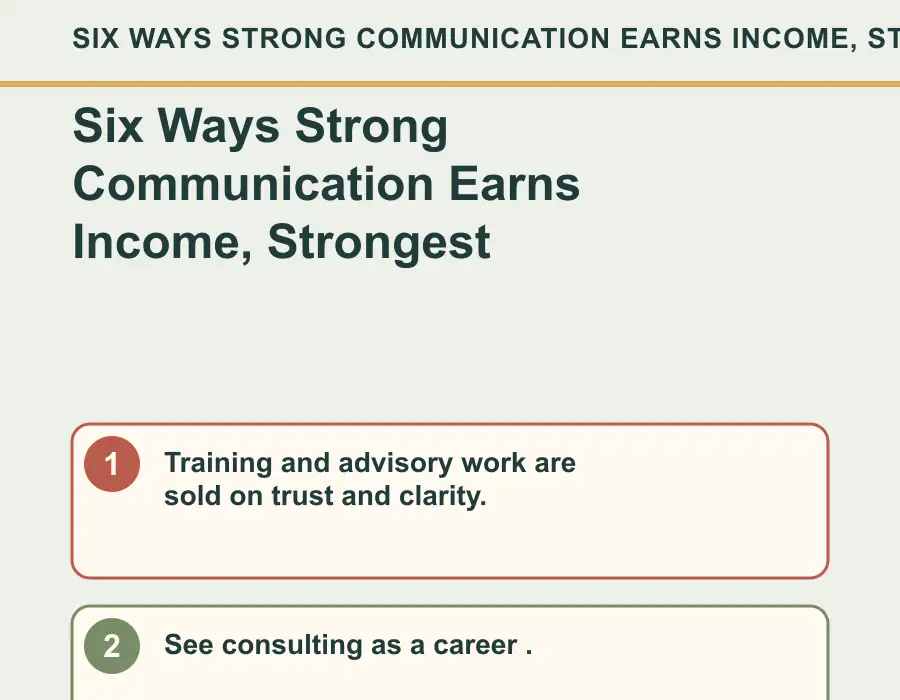 SIX WAYS STRONG COMMUNICATION EARNS INCOME, ST
Six Ways Strong
Communication Earns
Income, Strongest
1
Training and advisory work are
sold on trust and clarity.
2
See consulting as a career .